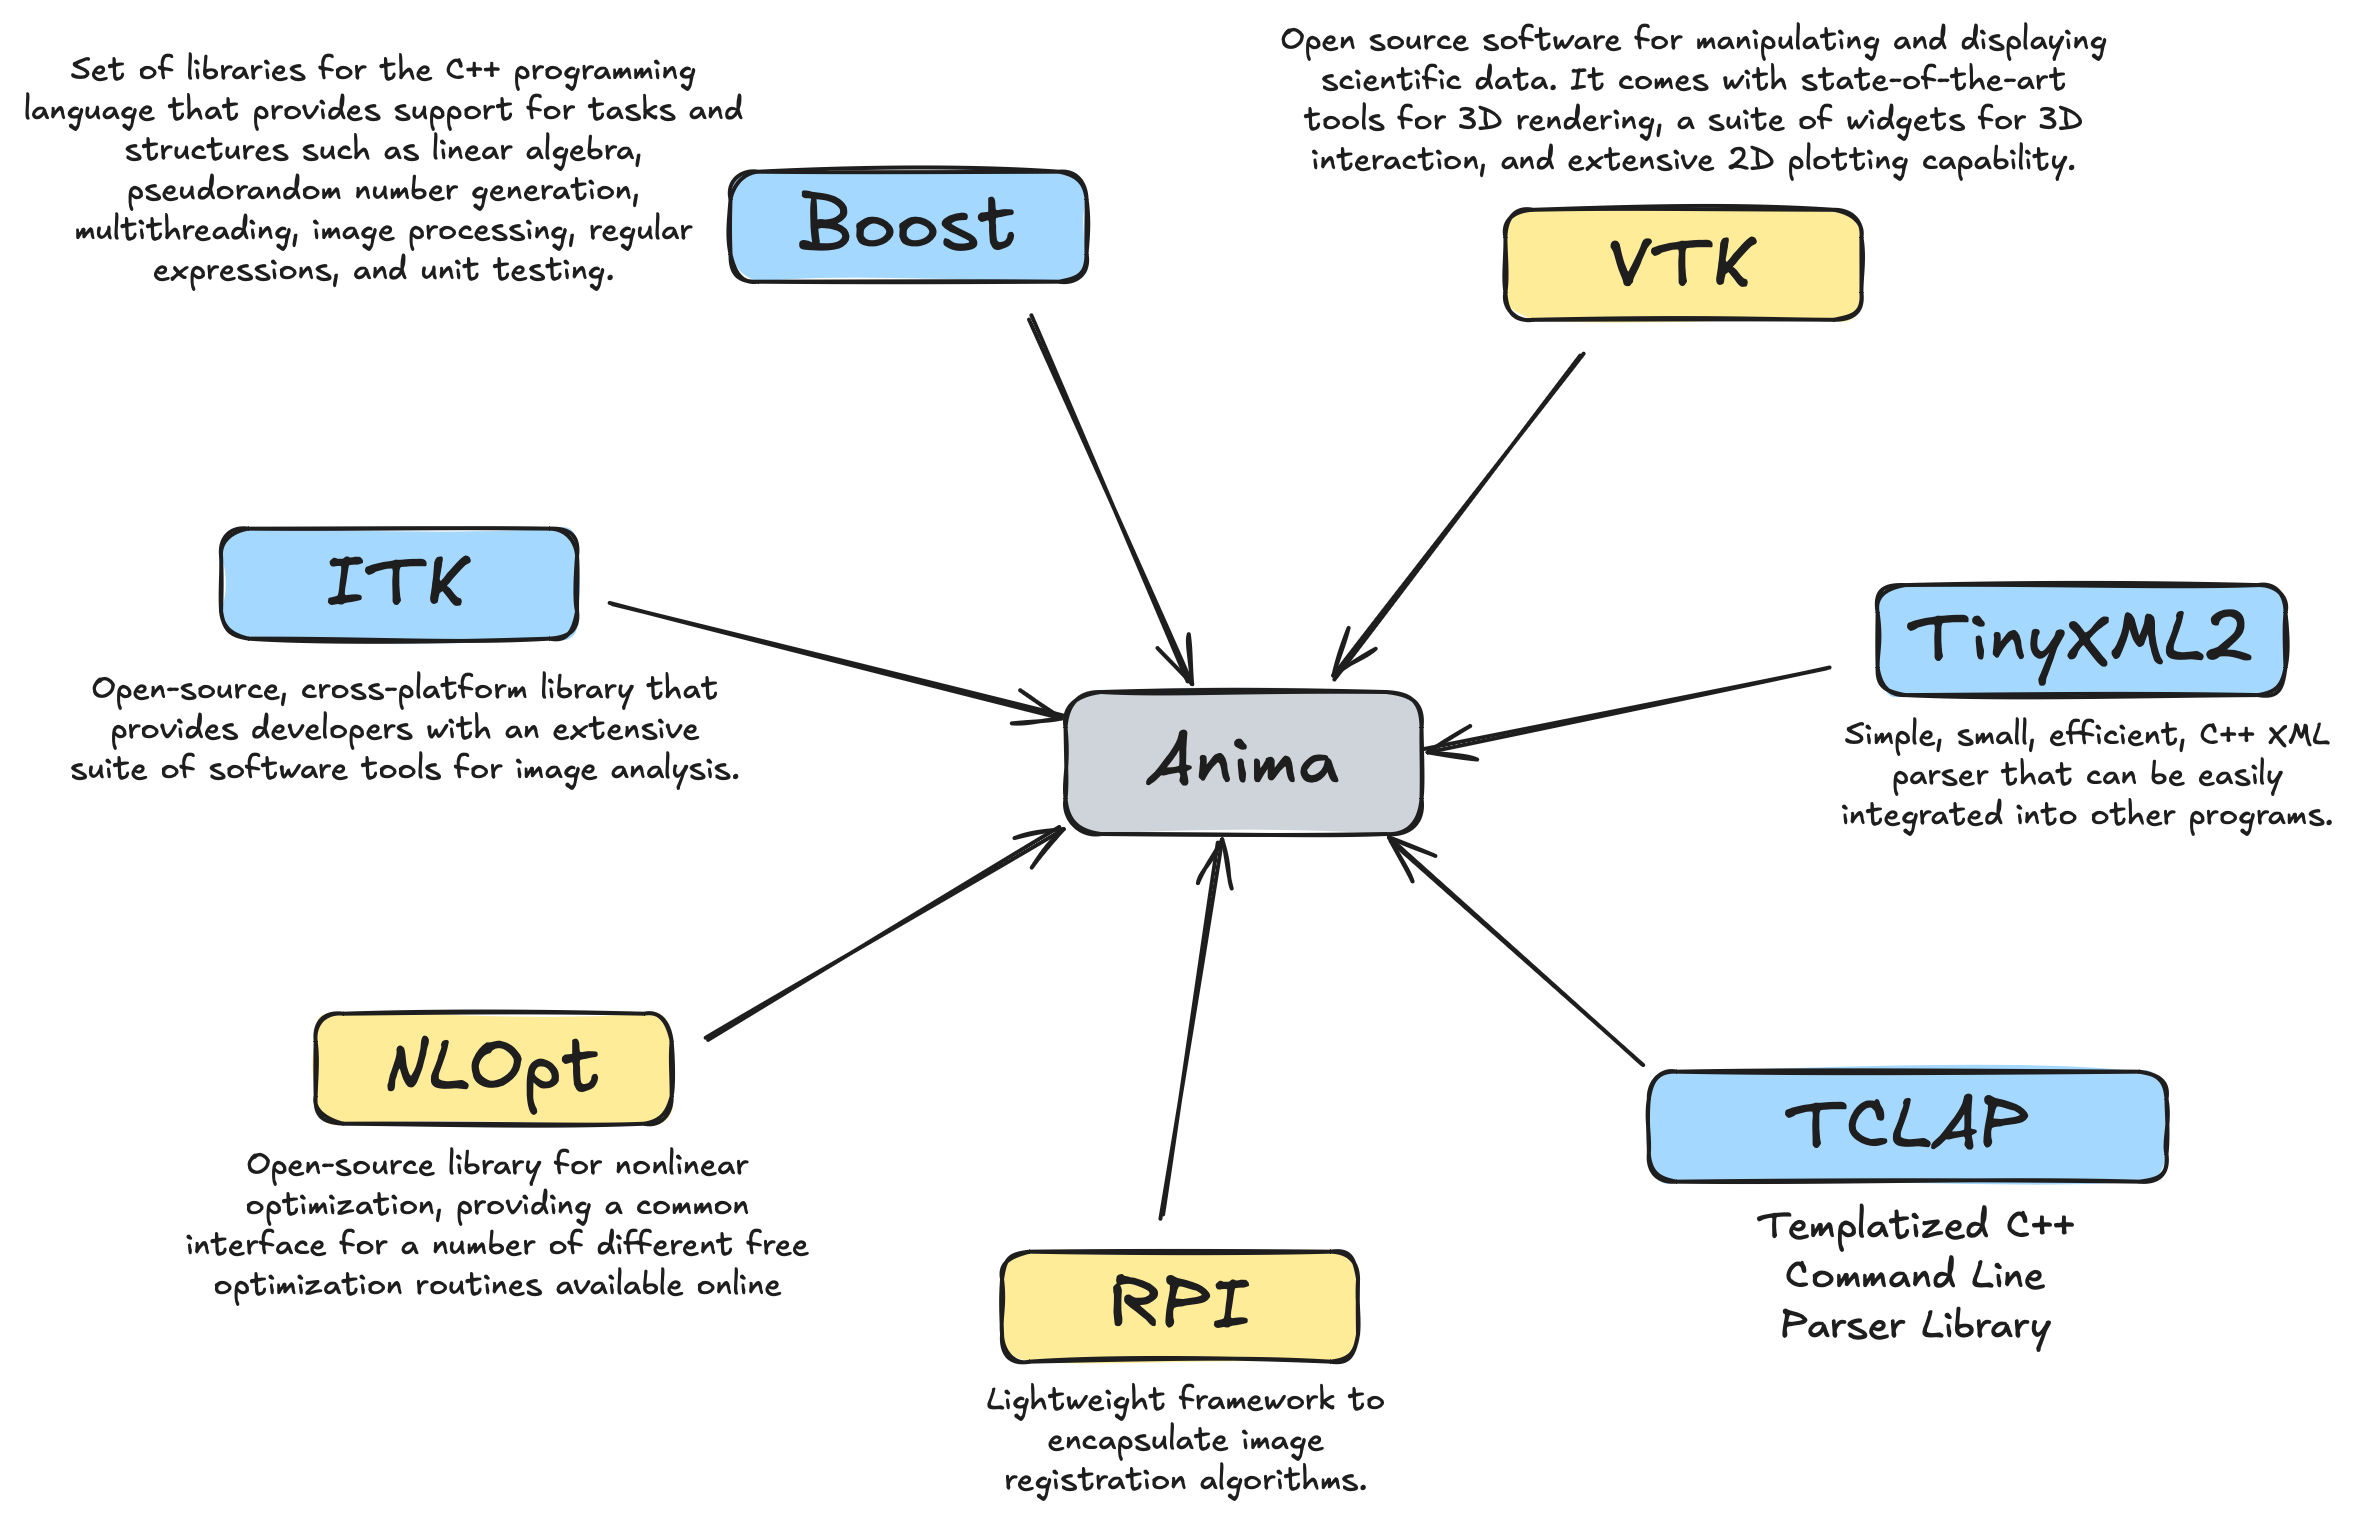 Set of libraries for the C++ programming
language that provides support for tasks and
structures such as linear algebra,
pseudorandom number generation,
multithreading, image processing, regular
expressions, and unit testing.
Boost
Open source software for manipulating and displaying
scientific data. It comes with state-of-the-art
tools for 3D rendering, a suite of widgets for 3D
interaction, and extensive 2D plotting capability.
VTK
ITK
Open-source, cross-platform library that
provides developers with an extensive
suite of software tools for image analysis.
TinyXML2
Simple, small, efficient, C++ XML
parser that can be easily
integrated into other programs.
Anima
NLOpt
Open-source library for nonlinear
optimization, providing a common
interface for a number of different free
optimization routines available online
RPI
Lightweight framework to
encapsulate image
registration algorithms.
TCLAP
Templatized C++
Command Line
Parser Library